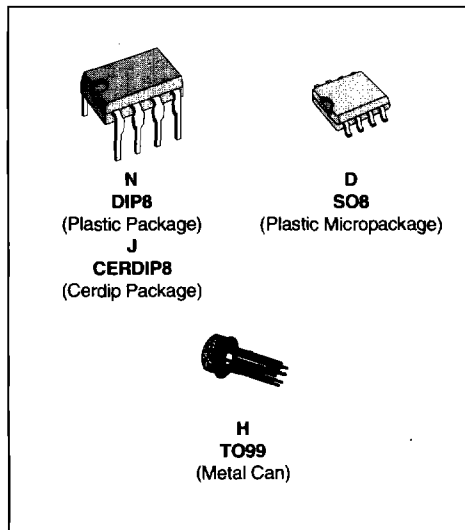 N
DIP8
(Plastic Package)
J
CERDIP8
(Cerdip Package)
D
SO8
(Plastic Micropackage)
H
TO99
(Metal Can)